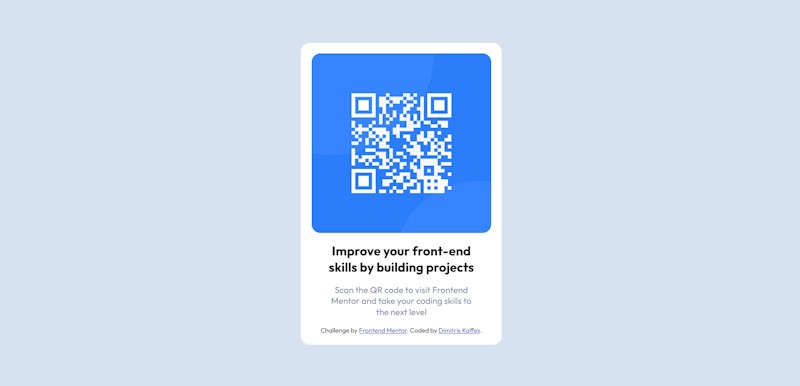 Improve your front-end
skills by building projects
Scan the QR code to visit Frontend
Mentor and take your coding skills to
the next level
Challenge by Frontend Mentor. Coded by Dimitris Kaffes.